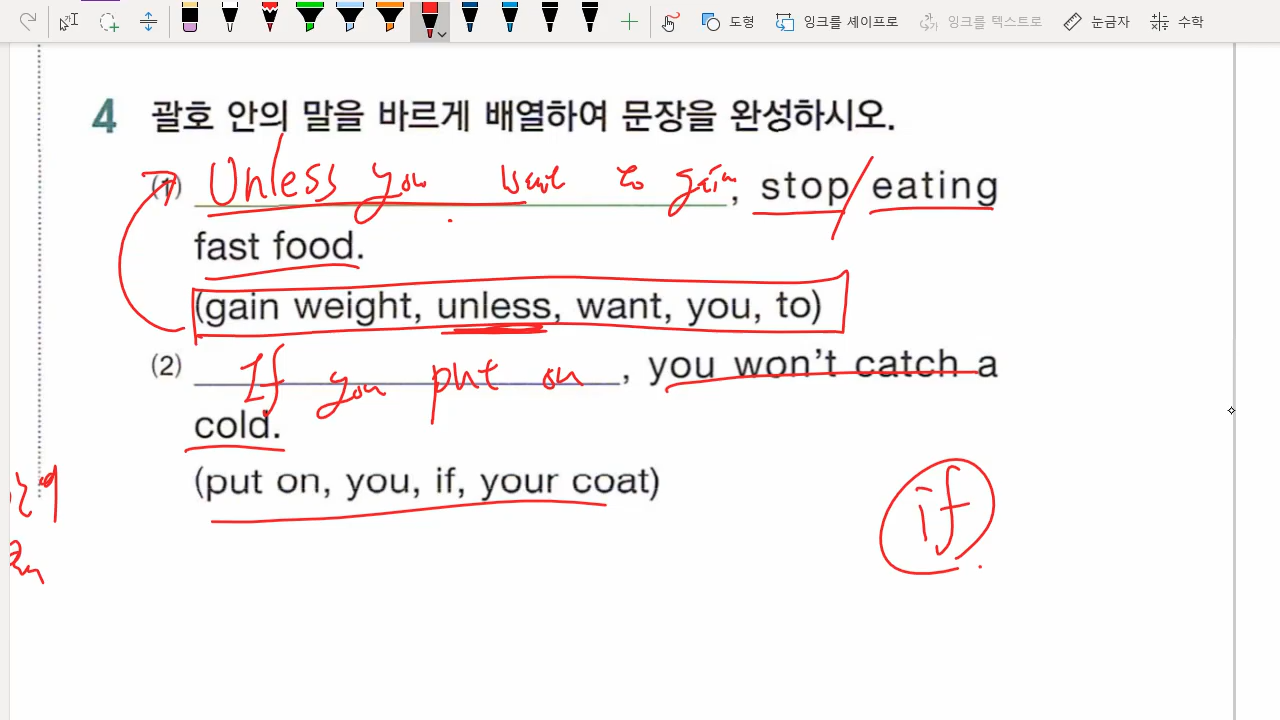 도형 잉크를 셰이프로 잉크를 텍스트로 눈금자 수학
4 괄호 안의 말을 바르게 배열하여 문장을 완성하시오.
(1) Unless you want to gain, stop eating
fast food.
(gain weight, unless, want, you, to)
(2) If you put on, you won't catch a
cold.
(put on, you, if, your coat)
if